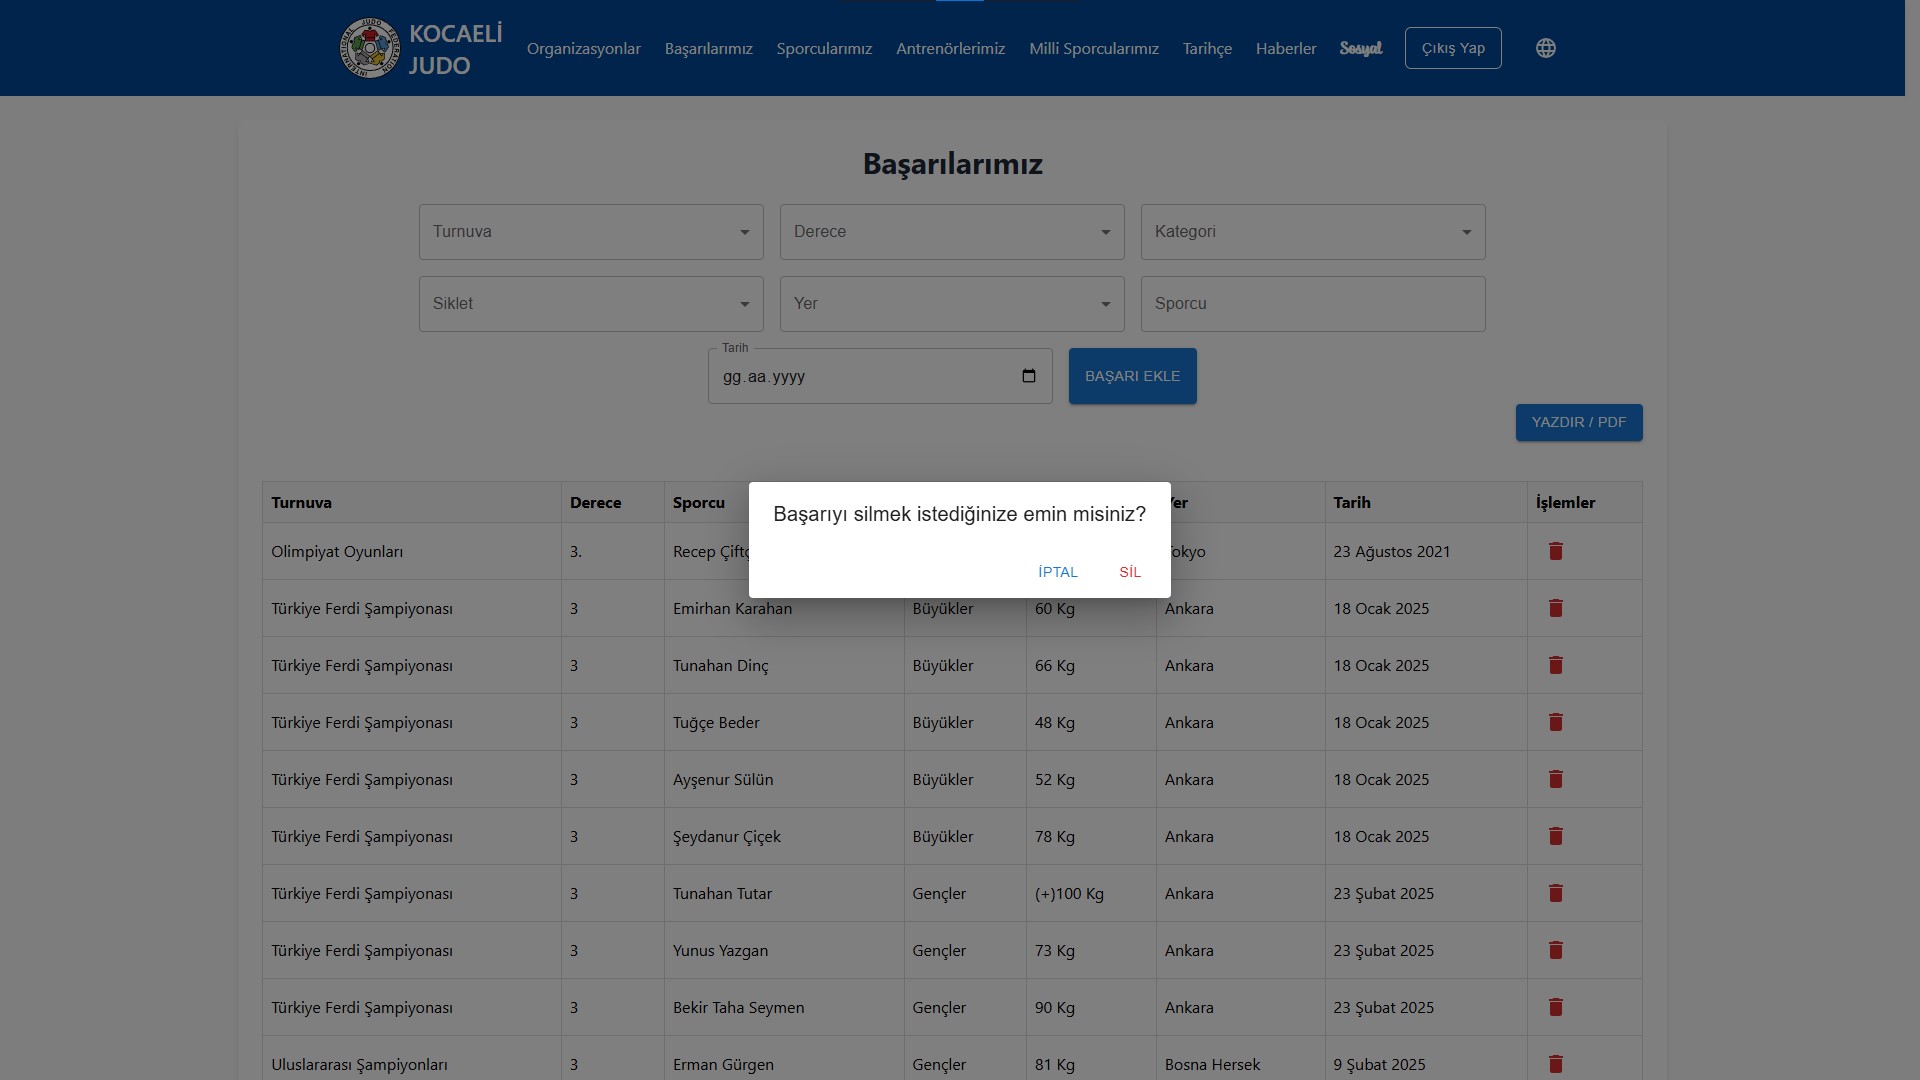 KOCAELİ
JUDO
Organizasyonlar Başarılarımız Sporcularımız Antrenörlerimiz Milli Sporcularımız Tarihçe Haberler Sosyal Çıkış Yap
Başarılarımız
Turnuva Derece Kategori
Siklet Yer Sporcu
Tarih
gg.aa.yyyy BAŞARI EKLE
YAZDIR / PDF
Turnuva Derece Sporcu Yer Tarih İşlemler
Başarıyı silmek istediğinize emin misiniz?
İPTAL SİL
Olimpiyat Oyunları 3. Recep 23 Ağustos 2021
Türkiye Ferdi Şampiyonası 3 Emirhan Karahan Büyükler 60 Kg Ankara 18 Ocak 2025
Türkiye Ferdi Şampiyonası 3 Tunahan Dinç Büyükler 66 Kg Ankara 18 Ocak 2025
Türkiye Ferdi Şampiyonası 3 Tuğçe Beder Büyükler 48 Kg Ankara 18 Ocak 2025
Türkiye Ferdi Şampiyonası 3 Ayşenur Sülün Büyükler 52 Kg Ankara 18 Ocak 2025
Türkiye Ferdi Şampiyonası 3 Şeydanur Çiçek Büyükler 78 Kg Ankara 18 Ocak 2025
Türkiye Ferdi Şampiyonası 3 Tunahan Tutar Gençler (+)100 Kg Ankara 23 Şubat 2025
Türkiye Ferdi Şampiyonası 3 Yunus Yazgan Gençler 73 Kg Ankara 23 Şubat 2025
Türkiye Ferdi Şampiyonası 3 Bekir Taha Seymen Gençler 90 Kg Ankara 23 Şubat 2025
Uluslararası Şampiyonları 3 Erman Gürgen Gençler 81 Kg Bosna Hersek 9 Şubat 2025